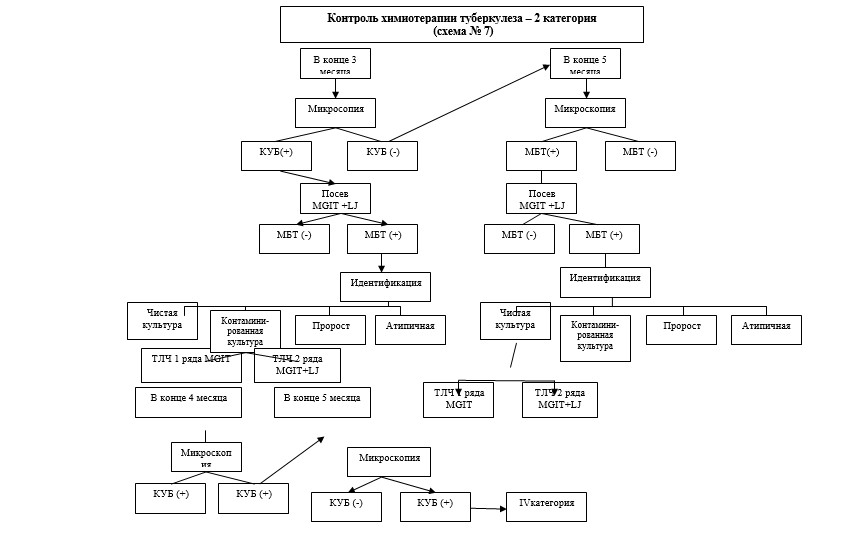 Контроль химиотерапии туберкулеза – 2 категория
(схема № 7)
В конце 3
месяца
В конце 5
месяца
Микросопия
Микроскопия
КУБ(+)
КУБ (-)
МБТ(+)
МБТ (-)
Посев
MGIT +LJ
Посев
MGIT +LJ
МБТ (-)
МБТ (+)
МБТ (-)
МБТ (+)
Идентификация
Идентификация
Чистая
культура
Контамини-
рованная
культура
Пророст
Атипичная
Чистая
культура
Контамини-
рованная
культура
Пророст
Атипичная
ТЛЧ 1 ряда MGIT
ТЛЧ 2 ряда
MGIT+LJ
ТЛЧ 1 ряда
MGIT
ТЛЧ 2 ряда
MGIT+LJ
В конце 4 месяца
В конце 5 месяца
Микроскоп
ия
Микроскопия
КУБ (+)
КУБ (+)
КУБ (-)
КУБ (+)
IVкатегория